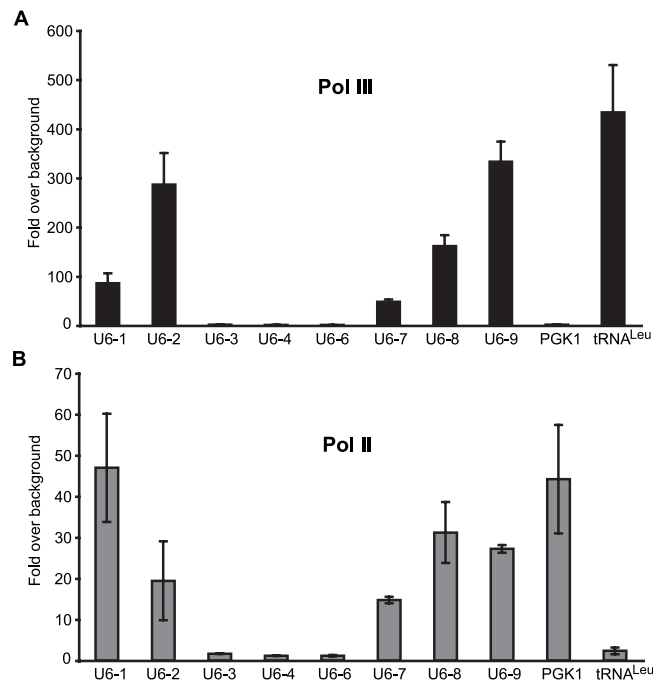 A
600
500
400
300
200
100
0
Fold over background
Pol III
U6-1 U6-2 U6-3 U6-4 U6-6 U6-7 U6-8 U6-9 PGK1 tRNALeu
B
70
60
50
40
30
20
10
0
Fold over background
Pol II
U6-1 U6-2 U6-3 U6-4 U6-6 U6-7 U6-8 U6-9 PGK1 tRNALeu